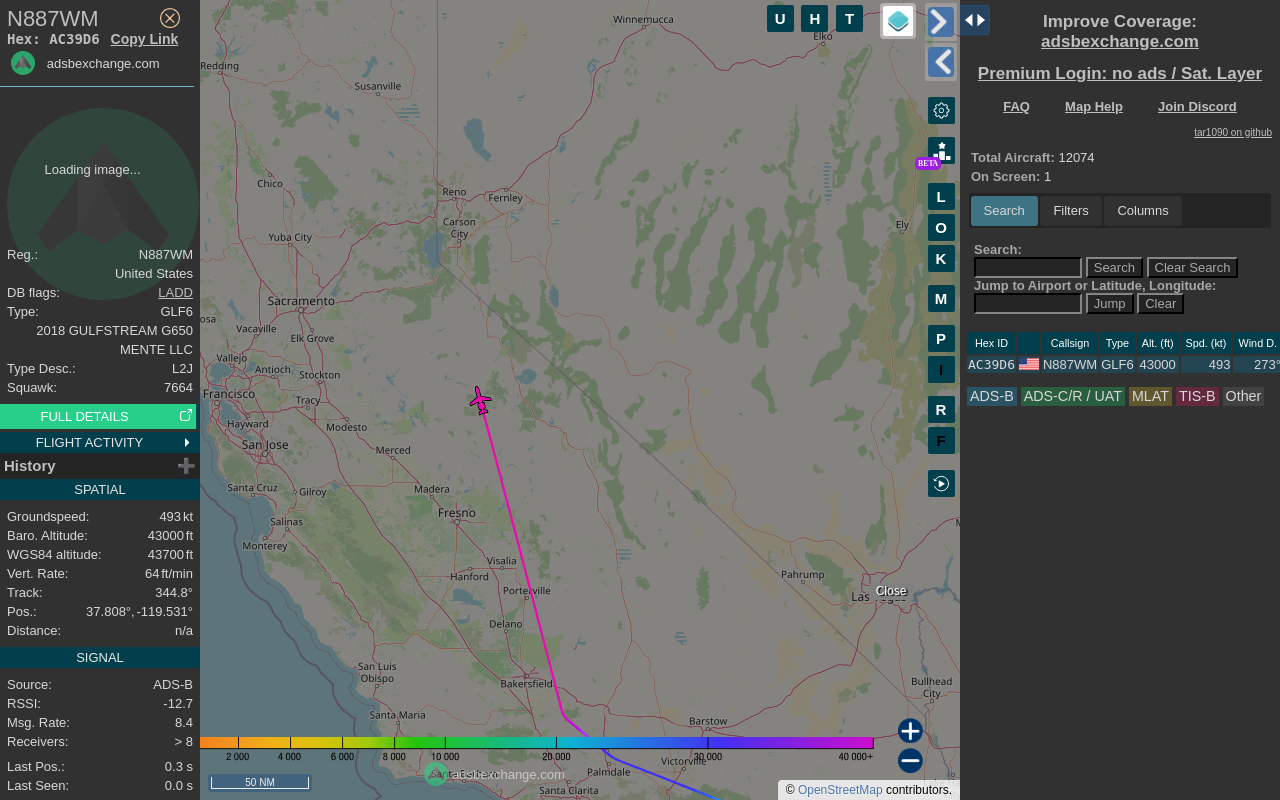 N887WM
Hex: AC39D6 Copy Link
adsbexchange.com
Loading image...
Reg.: N887WM
United States
DB flags: LADD
Type: GLF6
2018 GULFSTREAM G650
MENTE LLC
Type Desc.: L2J
Squawk: 7664
FULL DETAILS
FLIGHT ACTIVITY
History
SPATIAL
Groundspeed: 493 kt
Baro. Altitude: 43000 ft
WGS84 altitude: 43700 ft
Vert. Rate: 64 ft/min
Track: 344.8°
Pos.: 37.808°, -119.531°
Distance: n/a
SIGNAL
Source: ADS-B
RSSI: -12.7
Msg. Rate: 8.4
Receivers: > 8
Last Pos.: 0.3 s
Last Seen: 0.0 s
Winnemucca
Elko
Redding
Susanville
Chico
Reno
Fernley
Carson
City
Ely
Yuba City
Sacramento
osa
Vacaville
Elk Grove
Vallejo
Antioch
Stockton
Francisco
Tracy
Hayward
Modesto
San Jose
Merced
Santa Cruz
Gilroy
Madera
Fresno
Salinas
Monterey
Visalia
Hanford
Porterville
Pahrump
Las
Close
Delano
San Luis
Obispo
Bakersfield
Bullhead
City
Santa Maria
Barstow
Palmdale
Victorville
Santa Clarita
2 000
4 000
6 000
8 000
10 000
20,000
30 000
40 000+
50 NM
adsbexchange.com
© OpenStreetMap contributors.
U H T
BETA
L
O
K
M
P
I
R
F
Improve Coverage:
adsbexchange.com
Premium Login: no ads / Sat. Layer
FAQ Map Help Join Discord
tar1090 on github
Total Aircraft: 12074
On Screen: 1
Search Filters Columns
Search:
Search Clear Search
Jump to Airport or Latitude, Longitude:
Jump Clear
Hex ID Callsign Type Alt. (ft) Spd. (kt) Wind D.
AC39D6 N887WM GLF6 43000 493 273°
ADS-B ADS-C/R / UAT MLAT TIS-B Other